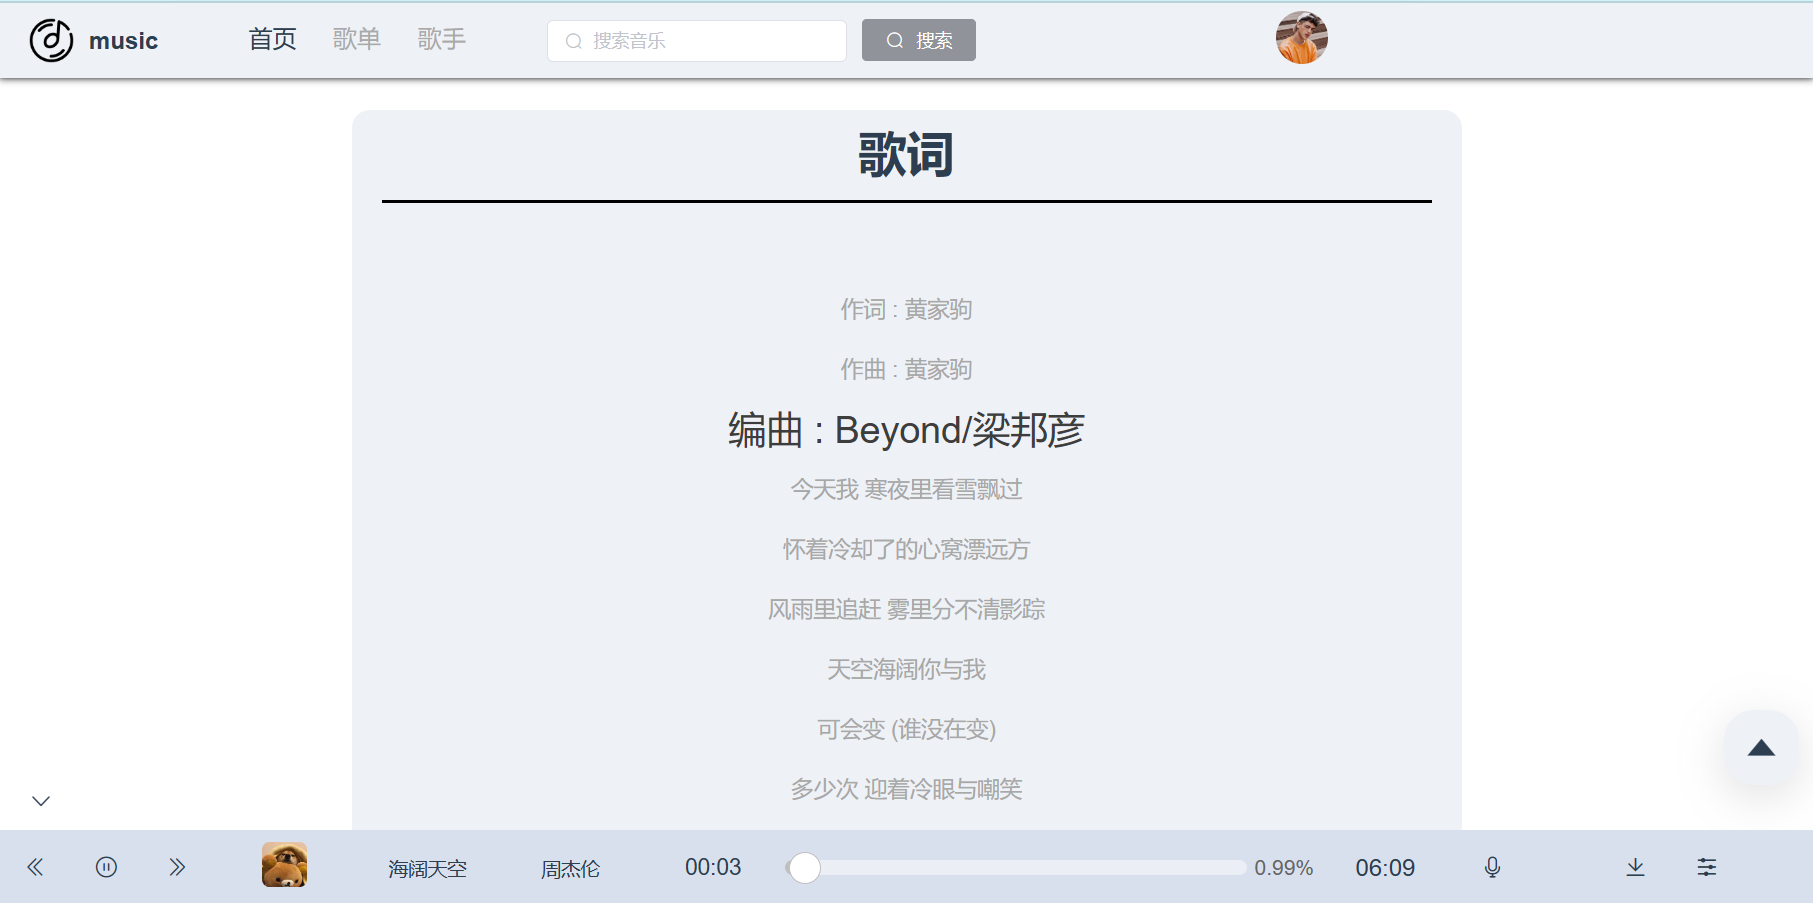 music 首页 歌单 歌手 搜索音乐 搜索
歌词
作词 : 黄家驹
作曲 : 黄家驹
编曲 : Beyond/梁邦彦
今天我 寒夜里看雪飘过
怀着冷却了的心窝漂远方
风雨里追赶 雾里分不清影踪
天空海阔你与我
可会变 (谁没在变)
多少次 迎着冷眼与嘲笑
海阔天空 周杰伦 00:03 0.99% 06:09